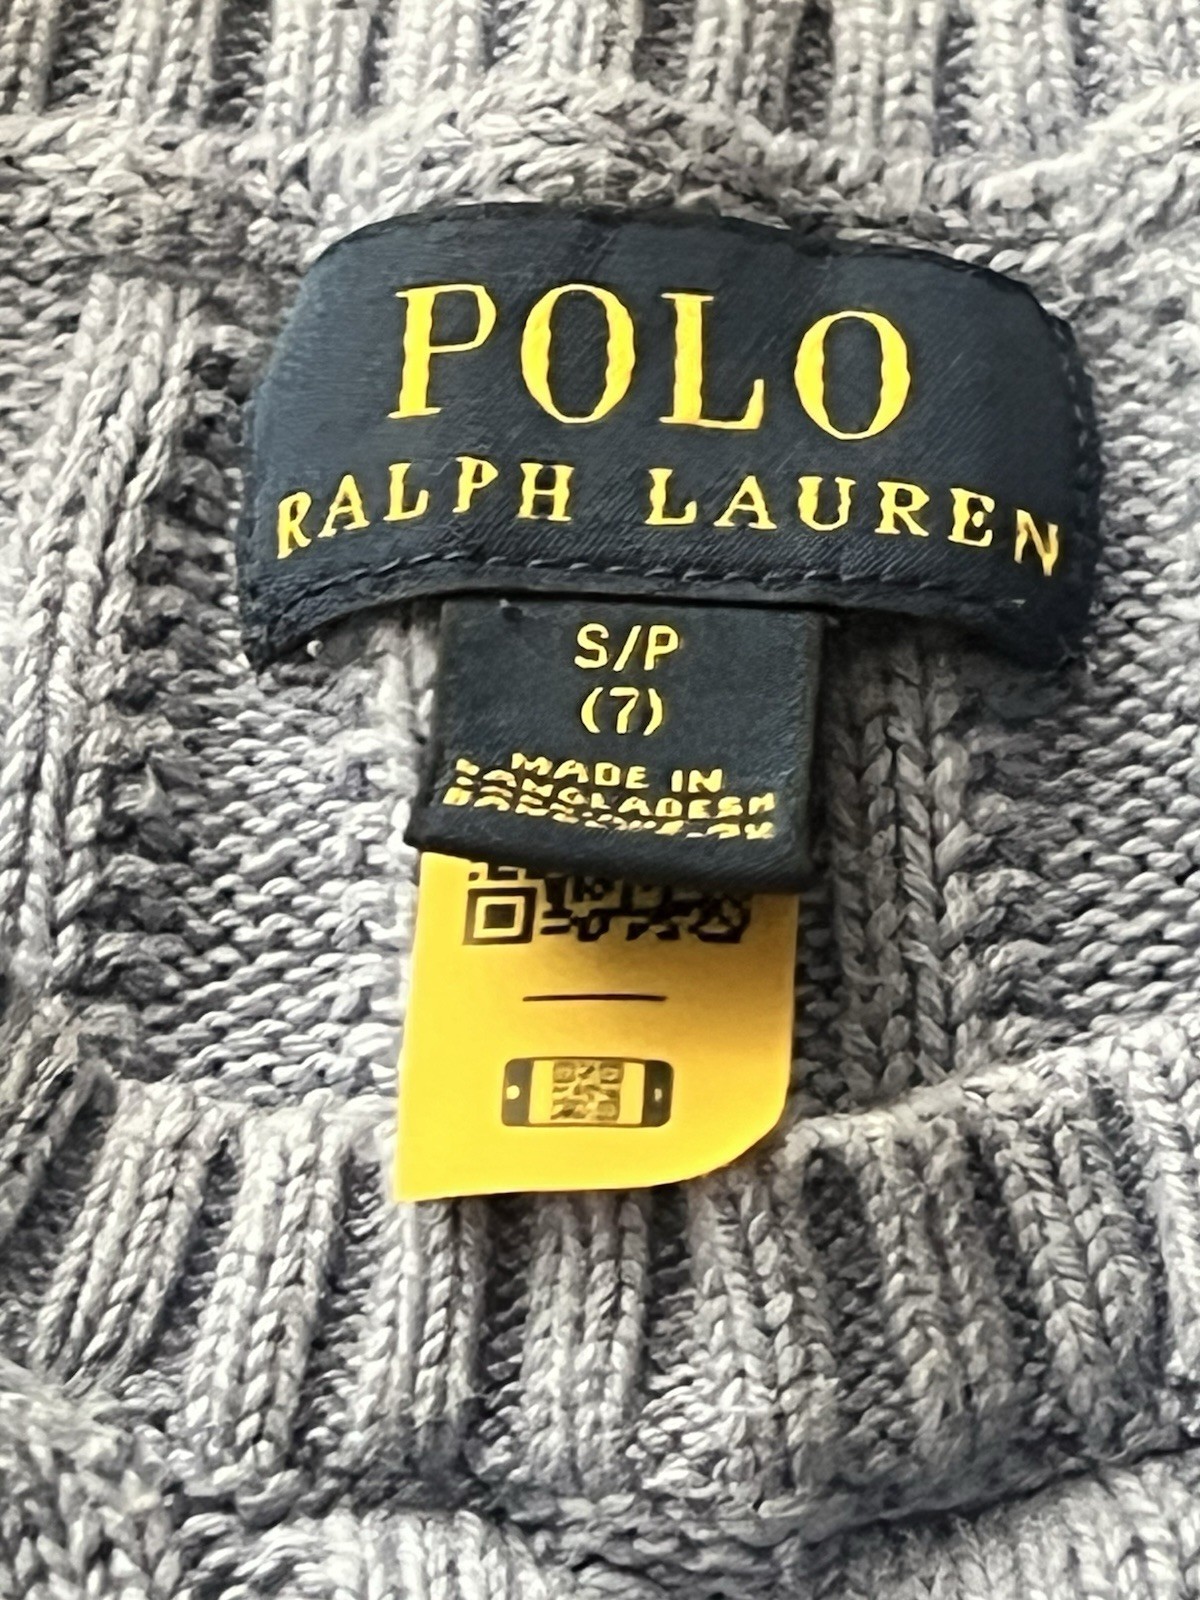 POLO
RALPH LAUREN
S/P
(7)
MADE IN
BANGLADESH